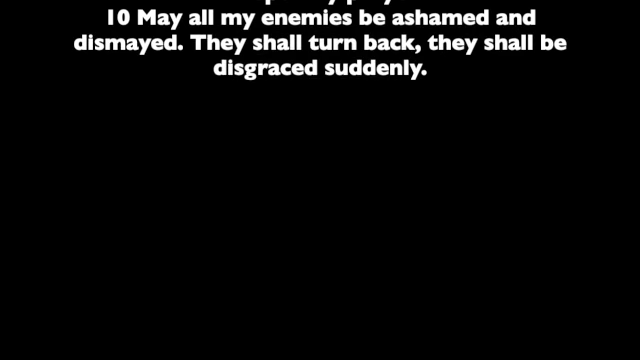 10 May all my enemies be ashamed and
dismayed. They shall turn back, they shall be
disgraced suddenly.